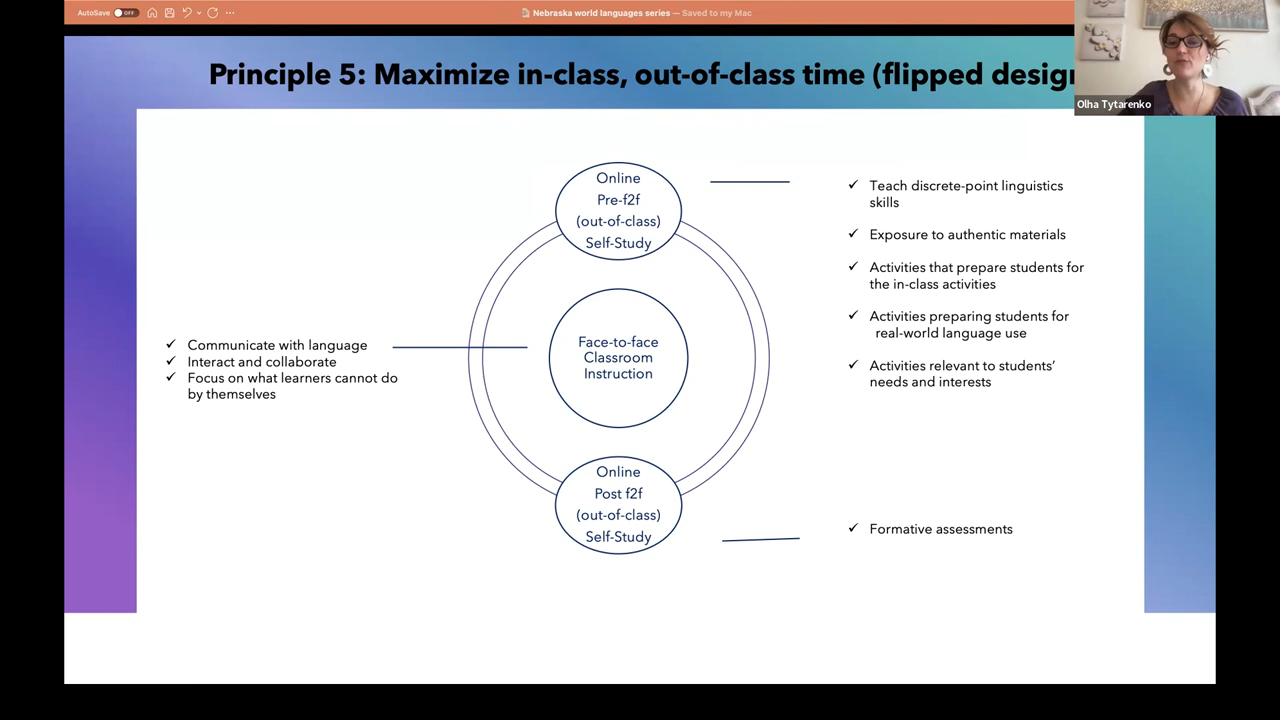 AutoSave OFF
Nebraska world languages series — Saved to my Mac
Principle 5: Maximize in-class, out-of-class time (flipped design
Olha Tytarenko
Online
Pre-f2f
(out-of-class)
Self-Study
✓ Teach discrete-point linguistics
skills
✓ Exposure to authentic materials
✓ Activities that prepare students for
the in-class activities
✓ Activities preparing students for
real-world language use
✓ Activities relevant to students’
needs and interests
✓ Communicate with language
✓ Interact and collaborate
✓ Focus on what learners cannot do
by themselves
Face-to-face
Classroom
Instruction
Online
Post f2f
(out-of-class)
Self-Study
✓ Formative assessments